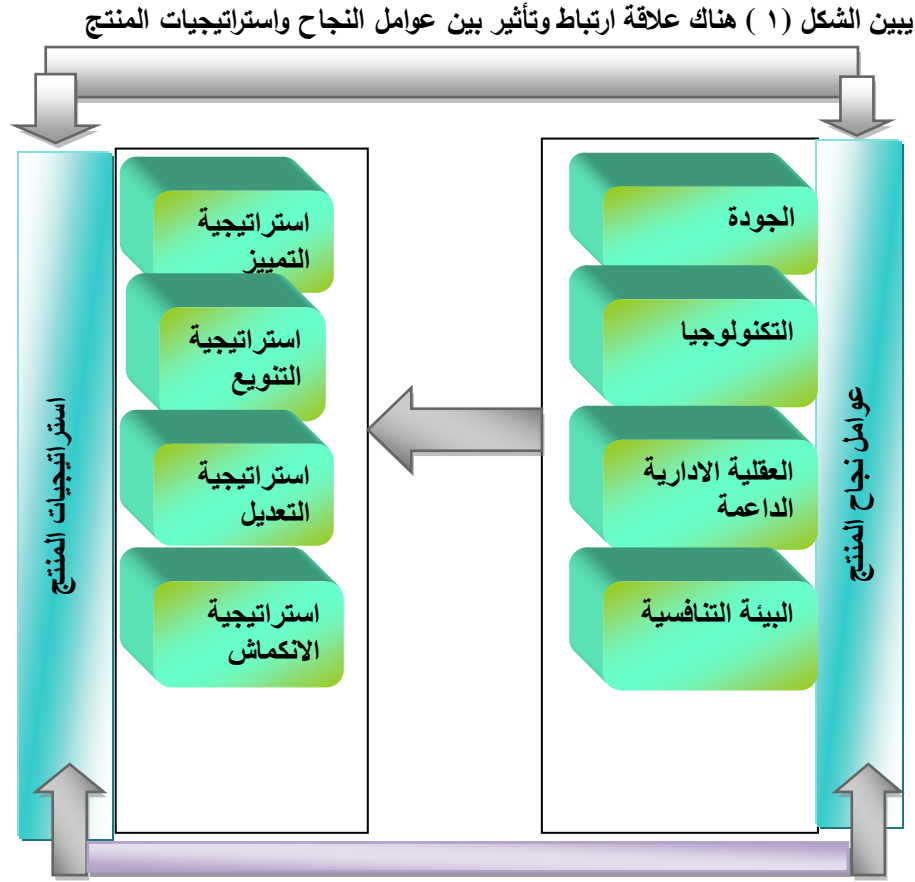 يبين الشكل (١ ) هناك علاقة ارتباط وتأثير بين عوامل النجاح واستراتيجيات المنتج
عوامل نجاح المنتج
الجودة
التكنولوجيا
العقلية الادارية
الداعمة
البيئة التنافسية
استراتيجية
التمييز
استراتيجية
التنويع
استراتيجية
التعديل
استراتيجية
الانكماش
استراتيجيات المنتج